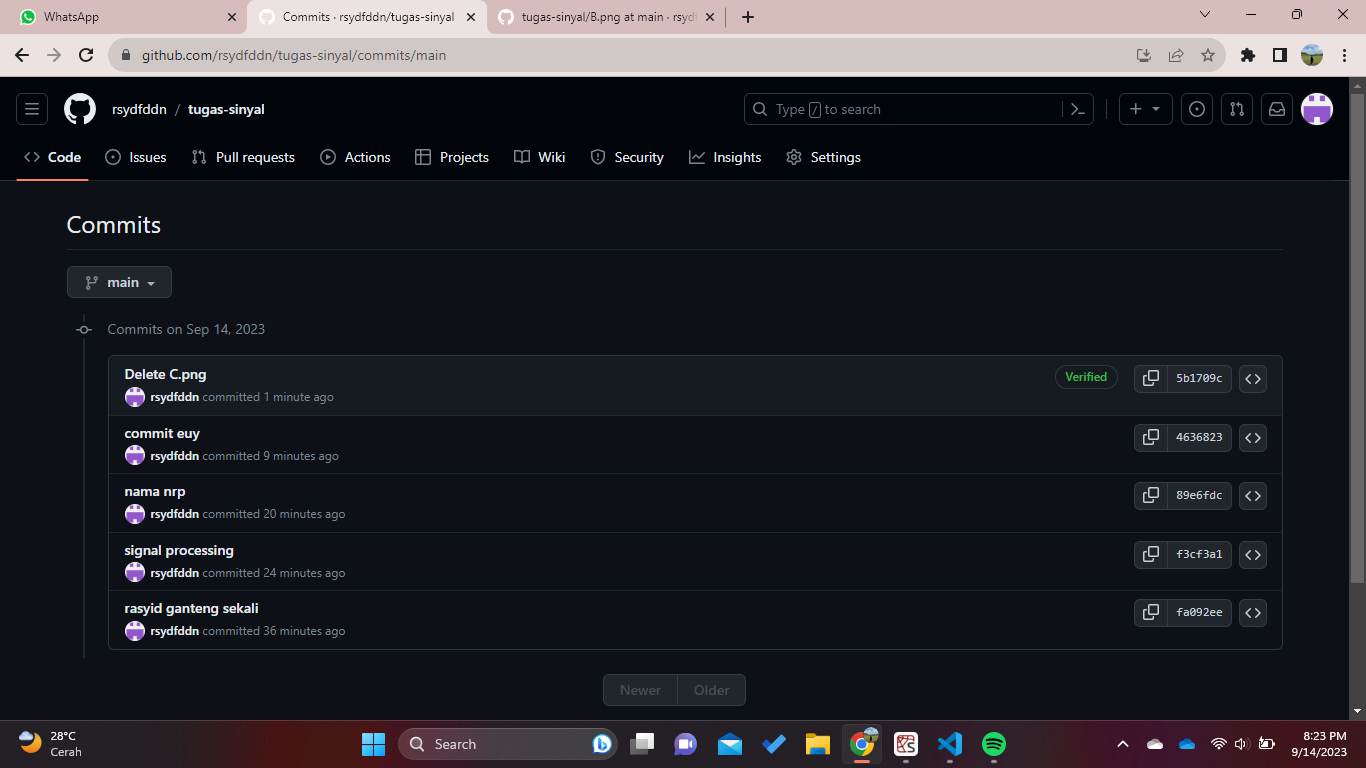 WhatsApp
Commits · rsydfddn/tugas-sinyal
tugas-sinyal/B.png at main · rsydf
github.com/rsydfddn/tugas-sinyal/commits/main
rsydfddn / tugas-sinyal
Type / to search
Code
Issues
Pull requests
Actions
Projects
Wiki
Security
Insights
Settings
Commits
main
Commits on Sep 14, 2023
Delete C.png
rsydfddn committed 1 minute ago
Verified
5b1709c
commit euy
rsydfddn committed 9 minutes ago
4636823
nama nrp
rsydfddn committed 20 minutes ago
89e6fdc
signal processing
rsydfddn committed 24 minutes ago
f3cf3a1
rasyid ganteng sekali
rsydfddn committed 36 minutes ago
fa092ee
Newer
Older
28°C
Cerah
Search
8:23 PM
9/14/2023